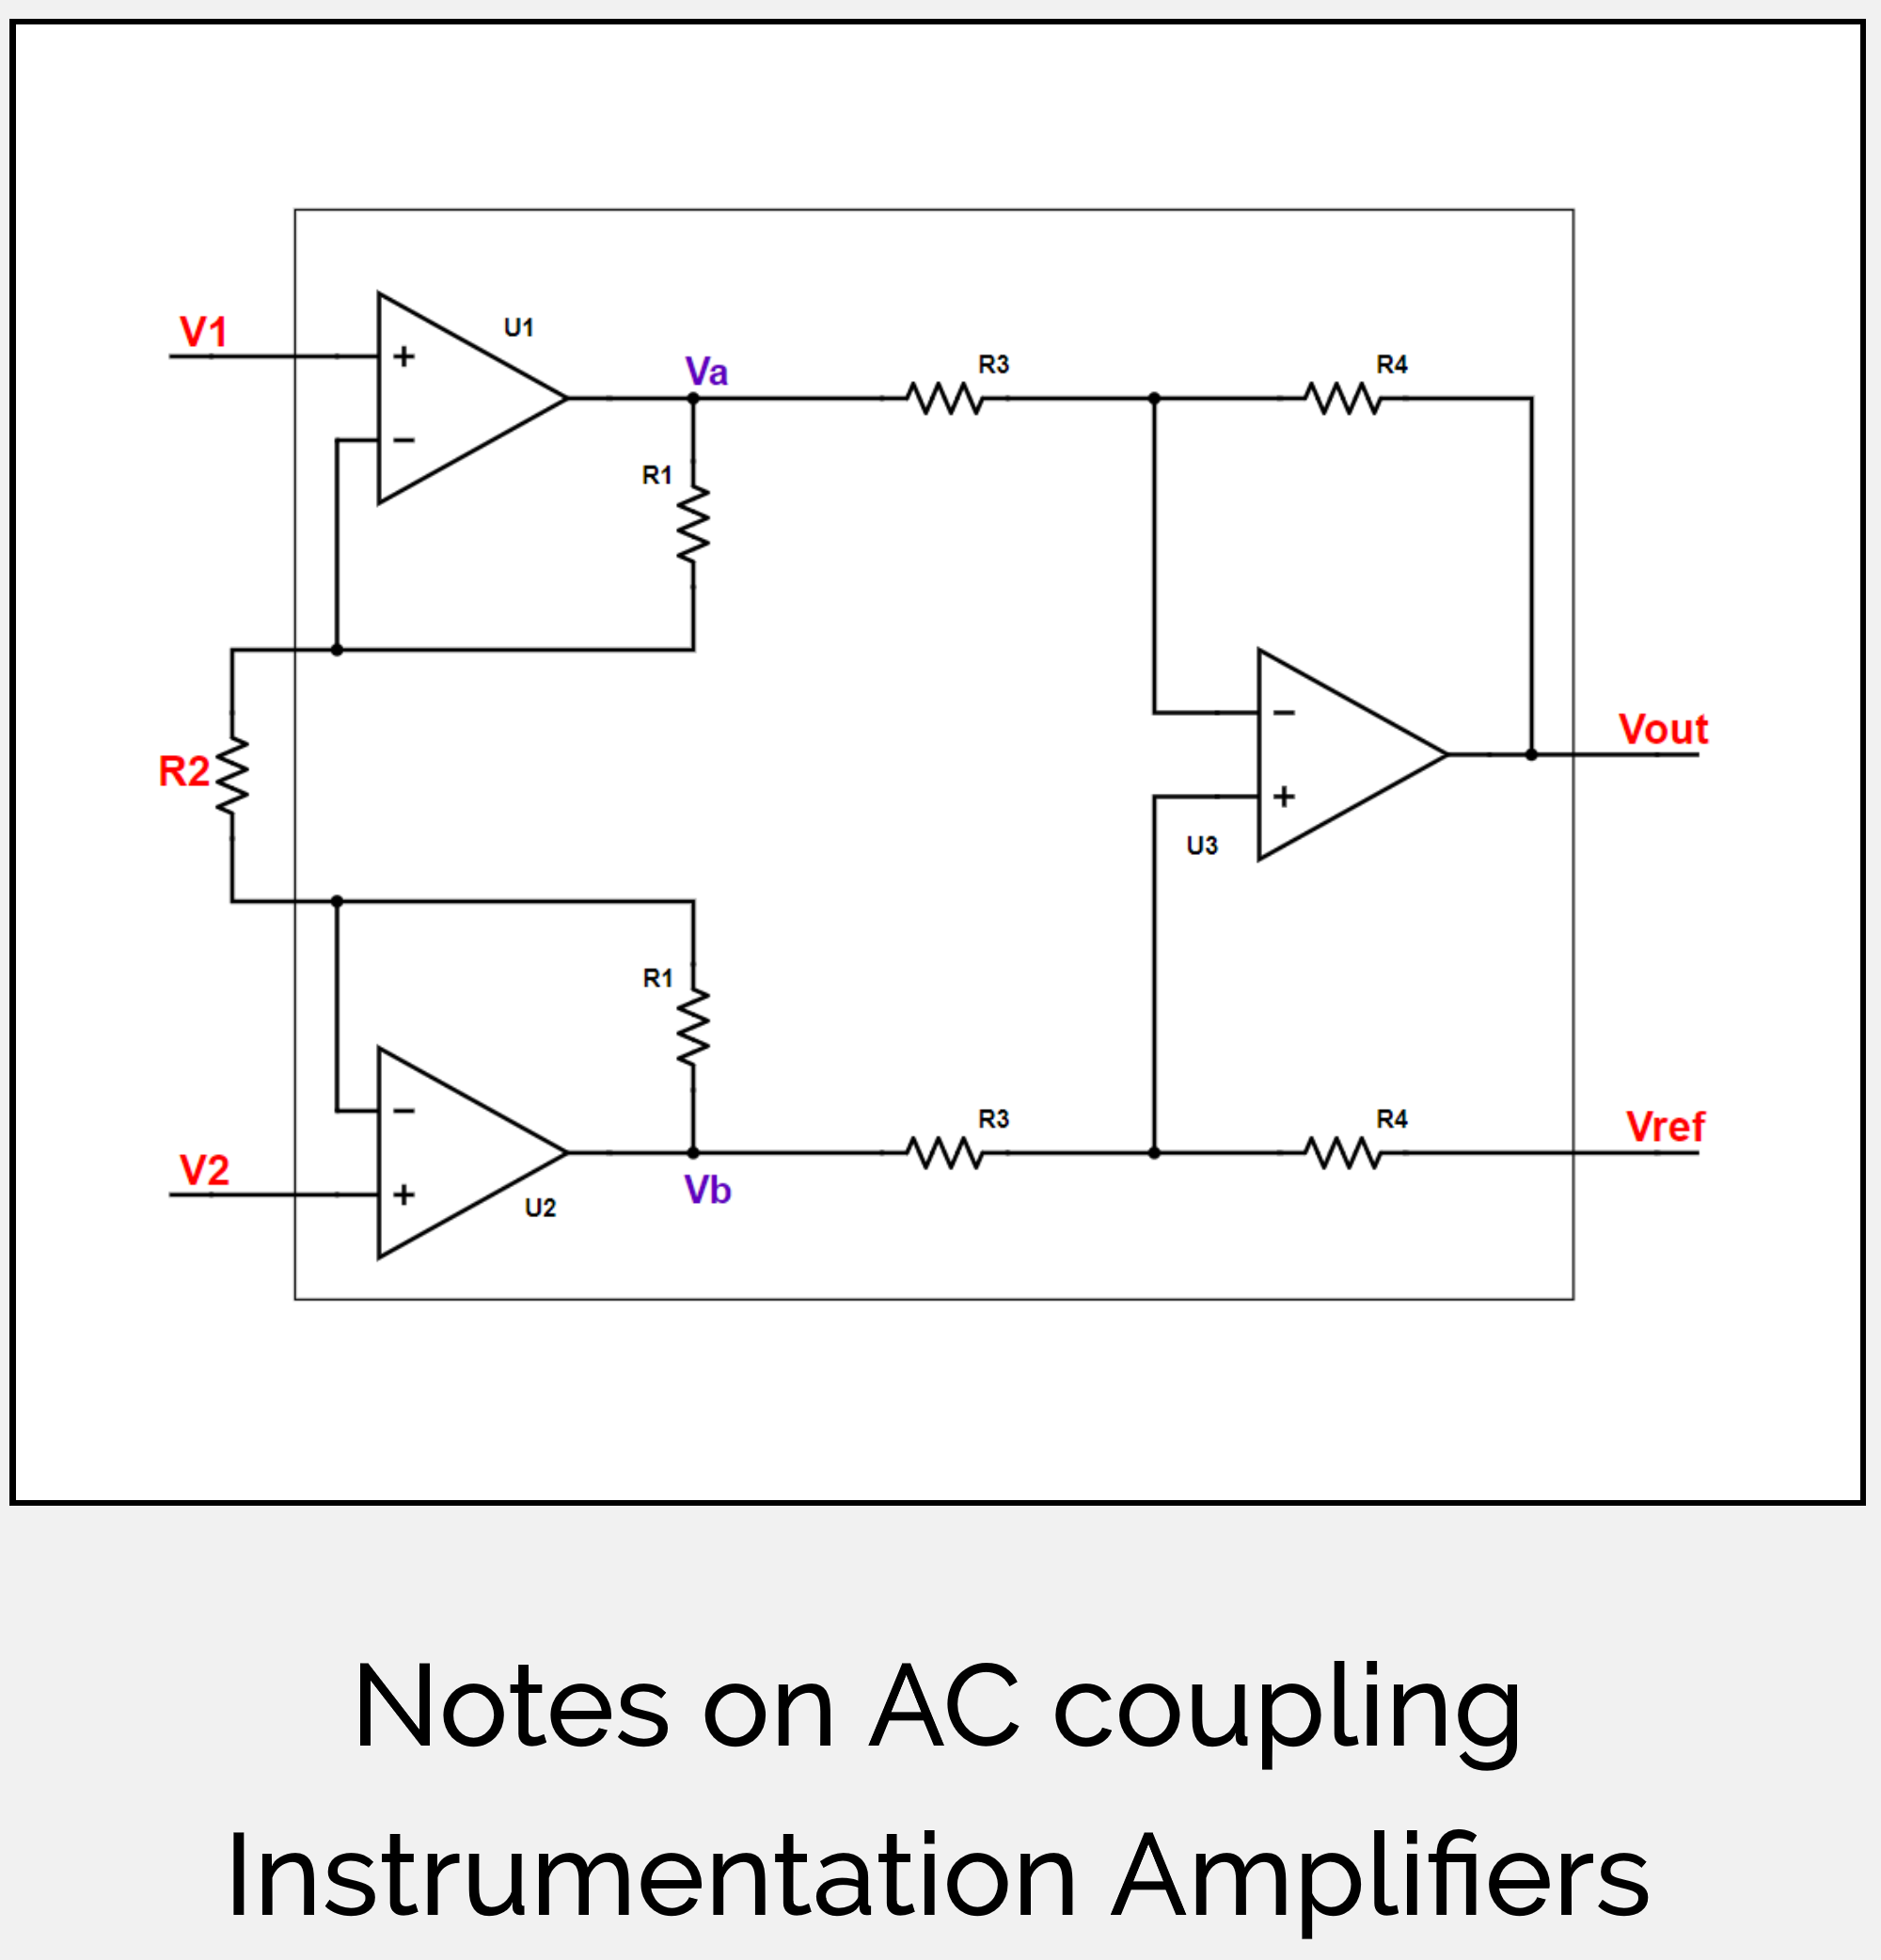 V1
U1
+
−
Va
R3
R4
R1
R2
−
+
U3
Vout
R1
V2
−
+
U2
Vb
R3
R4
Vref
Notes on AC coupling
Instrumentation Amplifiers